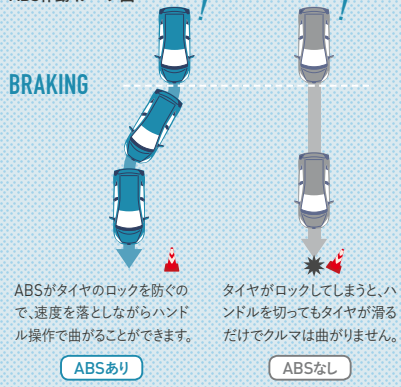 BRAKING
ABSがタイヤのロックを防ぐの
で、速度を落としながらハンド
ル操作で曲がることができます。
ABSあり
タイヤがロックしてしまうと、ハ
ンドルを切ってもタイヤが滑る
だけでクルマは曲がりません。
ABSなし